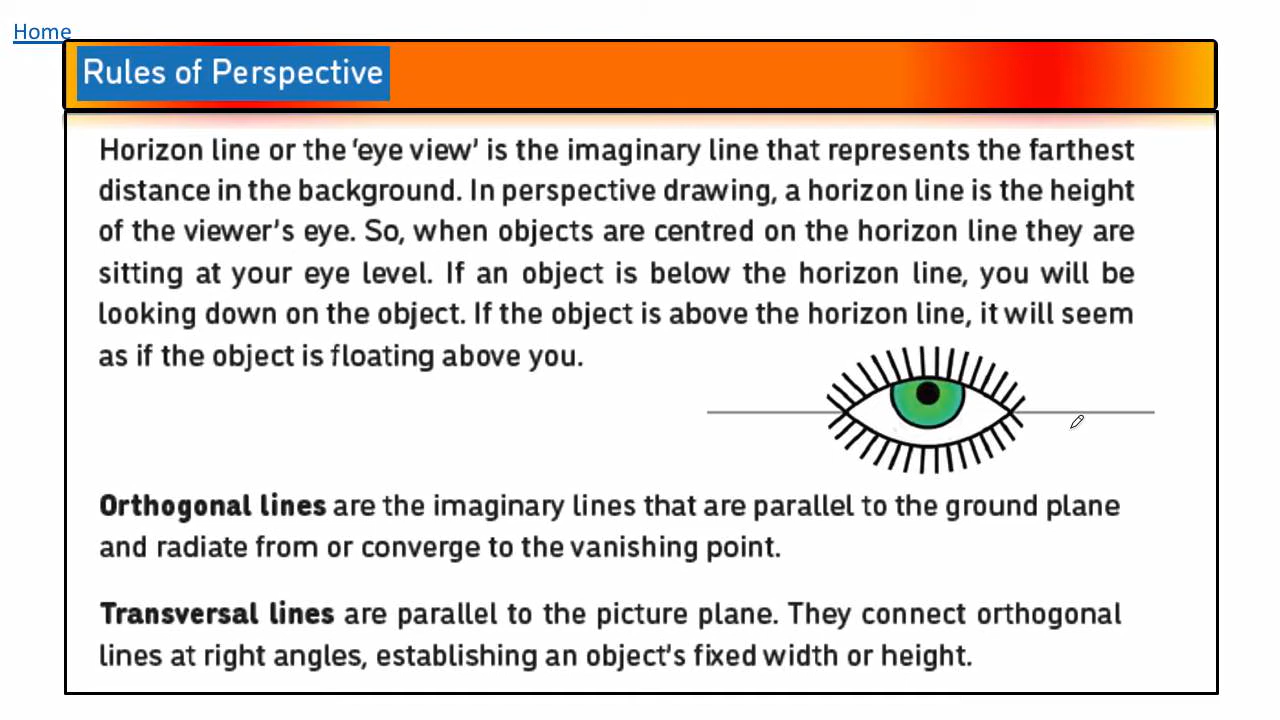 Home
Rules of Perspective
Horizon line or the ‘eye view’ is the imaginary line that represents the farthest
distance in the background. In perspective drawing, a horizon line is the height
of the viewer’s eye. So, when objects are centred on the horizon line they are
sitting at your eye level. If an object is below the horizon line, you will be
looking down on the object. If the object is above the horizon line, it will seem
as if the object is floating above you.
Orthogonal lines are the imaginary lines that are parallel to the ground plane
and radiate from or converge to the vanishing point.
Transversal lines are parallel to the picture plane. They connect orthogonal
lines at right angles, establishing an object’s fixed width or height.